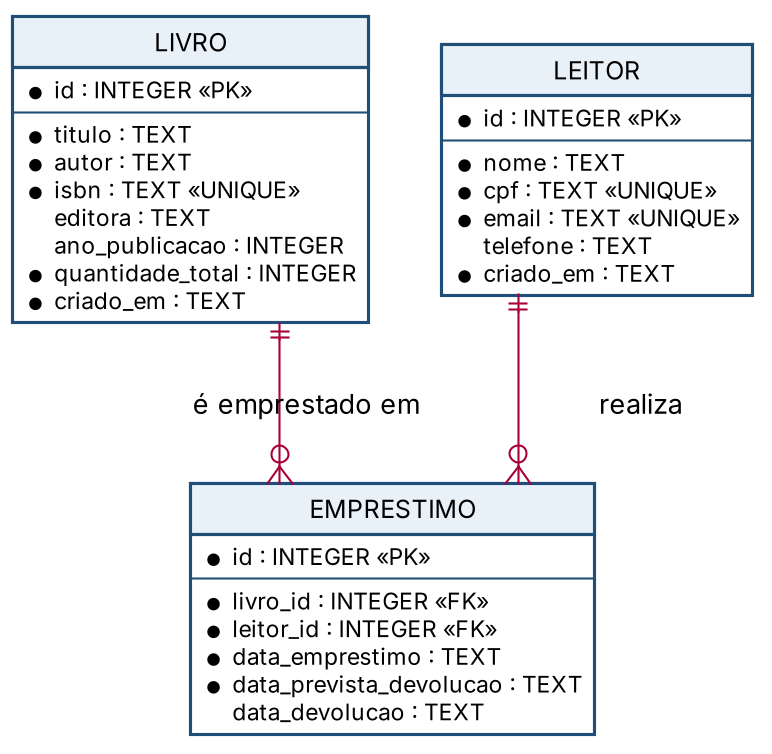 LIVRO
id : INTEGER «PK»
titulo : TEXT
autor : TEXT
isbn : TEXT «UNIQUE»
editora : TEXT
ano_publicacao : INTEGER
quantidade_total : INTEGER
criado_em : TEXT
LEITOR
id : INTEGER «PK»
nome : TEXT
cpf : TEXT «UNIQUE»
email : TEXT «UNIQUE»
telefone : TEXT
criado_em : TEXT
é emprestado em
realiza
EMPRESTIMO
id : INTEGER «PK»
livro_id : INTEGER «FK»
leitor_id : INTEGER «FK»
data_emprestimo : TEXT
data_prevista_devolucao : TEXT
data_devolucao : TEXT